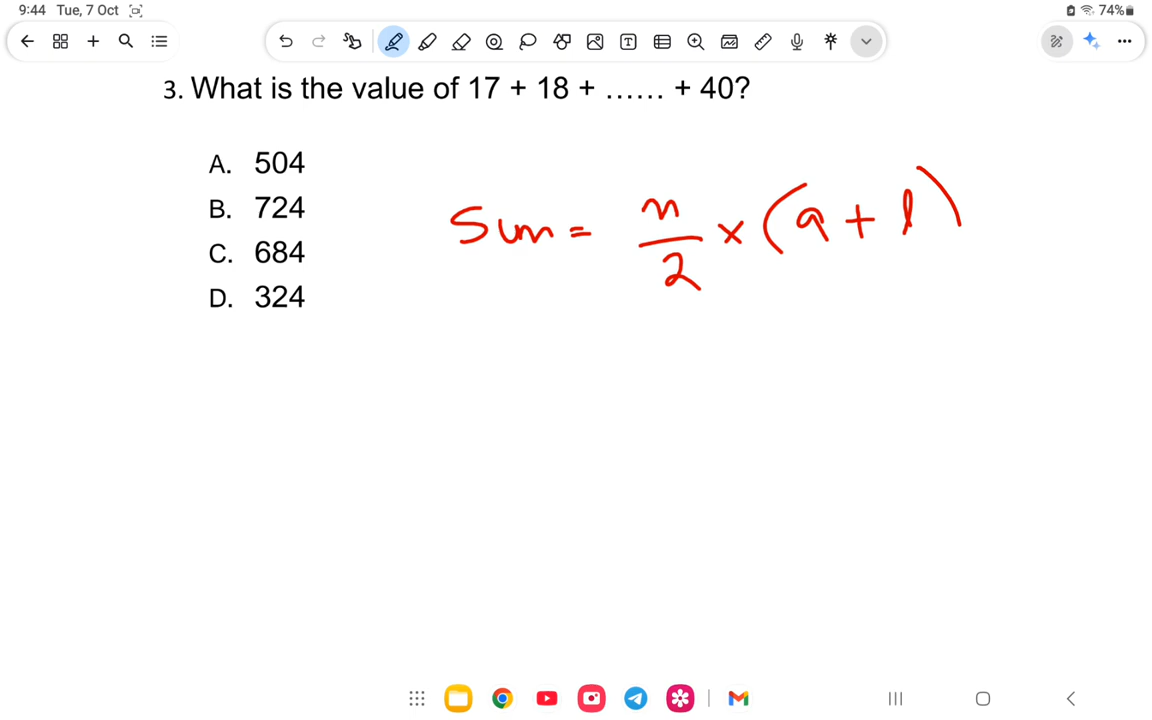 9:44 Tue, 7 Oct
74%
3. What is the value of 17 + 18 + ...... + 40?
A. 504
B. 724
C. 684
D. 324
Sum = n/2 × (a + l)